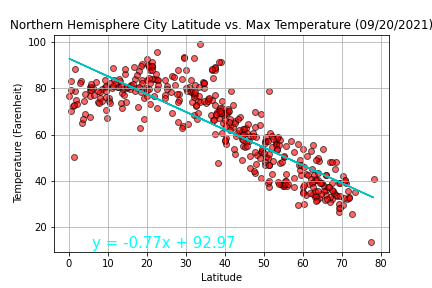 Northern Hemisphere City Latitude vs. Max Temperature (09/20/2021)
100
80
60
40
20
Temperature (Farenheit)
y = -0.77x + 92.97
0 10 20 30 40 50 60 70 80
Latitude